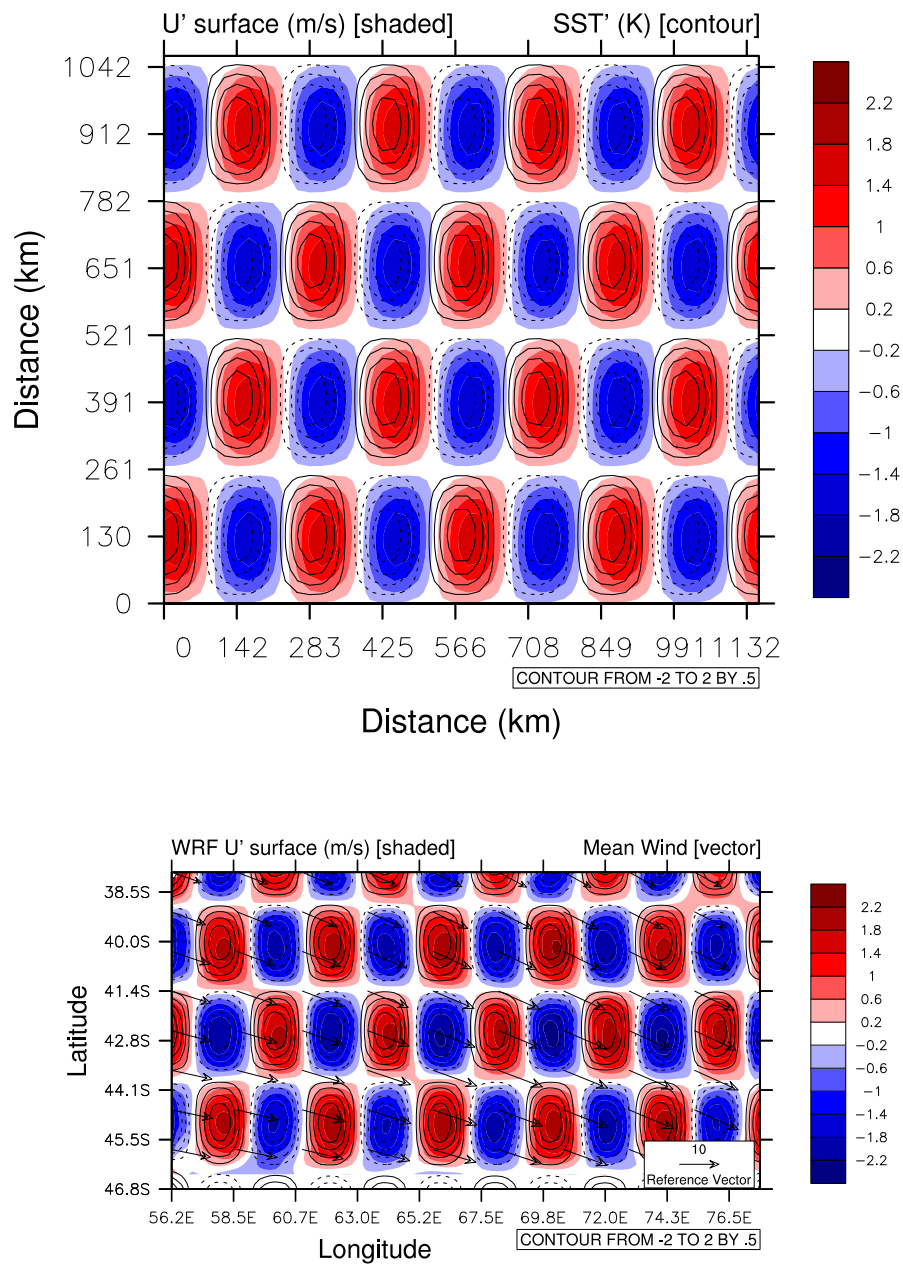 U' surface (m/s) [shaded] SST' (K) [contour]
1042
912
782
651
521
391
261
130
0
Distance (km)
0 142 283 425 566 708 849 991 1132
CONTOUR FROM -2 TO 2 BY .5
Distance (km)
2.2
1.8
1.4
1
0.6
0.2
−0.2
−0.6
−1
−1.4
−1.8
−2.2
WRF U' surface (m/s) [shaded] Mean Wind [vector]
38.5S
40.0S
41.4S
42.8S
44.1S
45.5S
46.8S
Latitude
10
Reference Vector
56.2E 58.5E 60.7E 63.0E 65.2E 67.5E 69.8E 72.0E 74.3E 76.5E
Longitude
CONTOUR FROM -2 TO 2 BY .5
2.2
1.8
1.4
1
0.6
0.2
−0.2
−0.6
−1
−1.4
−1.8
−2.2